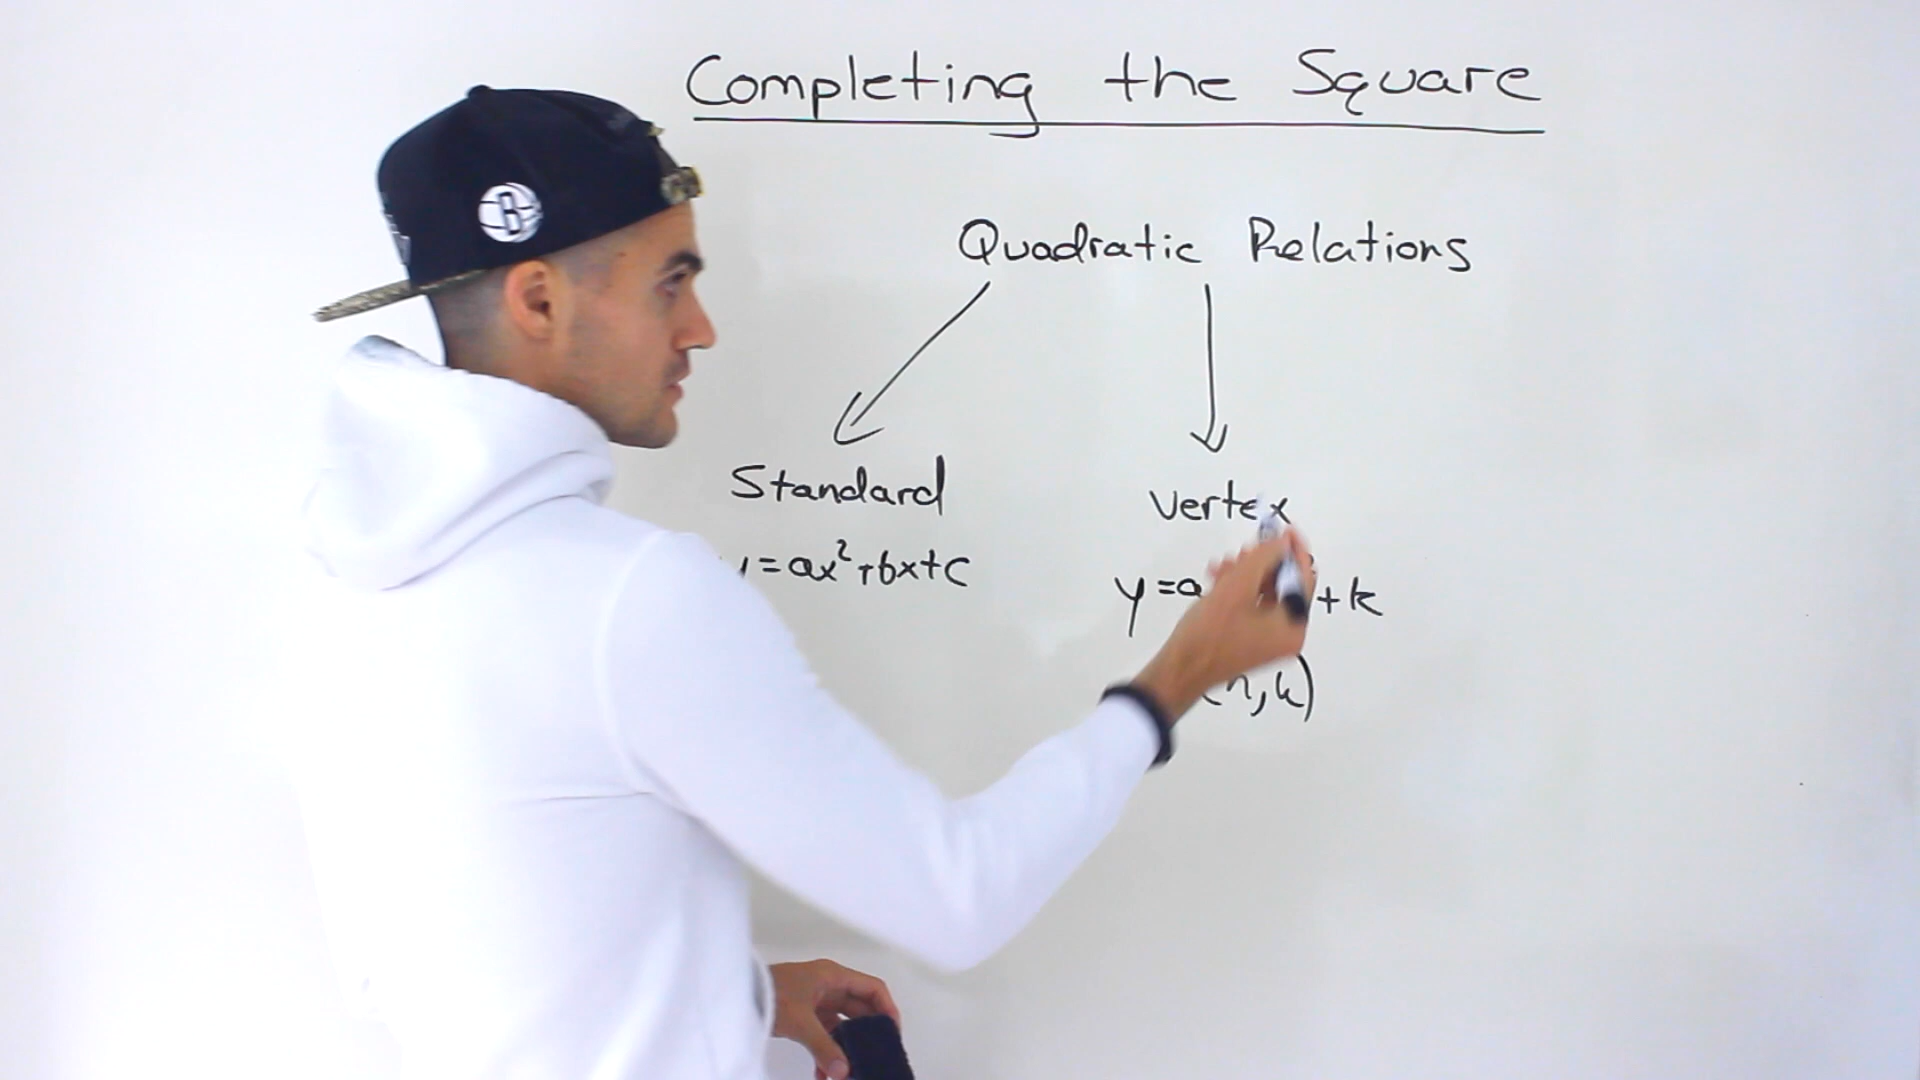 Completing the Square
Quadratic Relations
Standard
Vertex
=ax²+bx+c
y=a +k
(h,k)
B